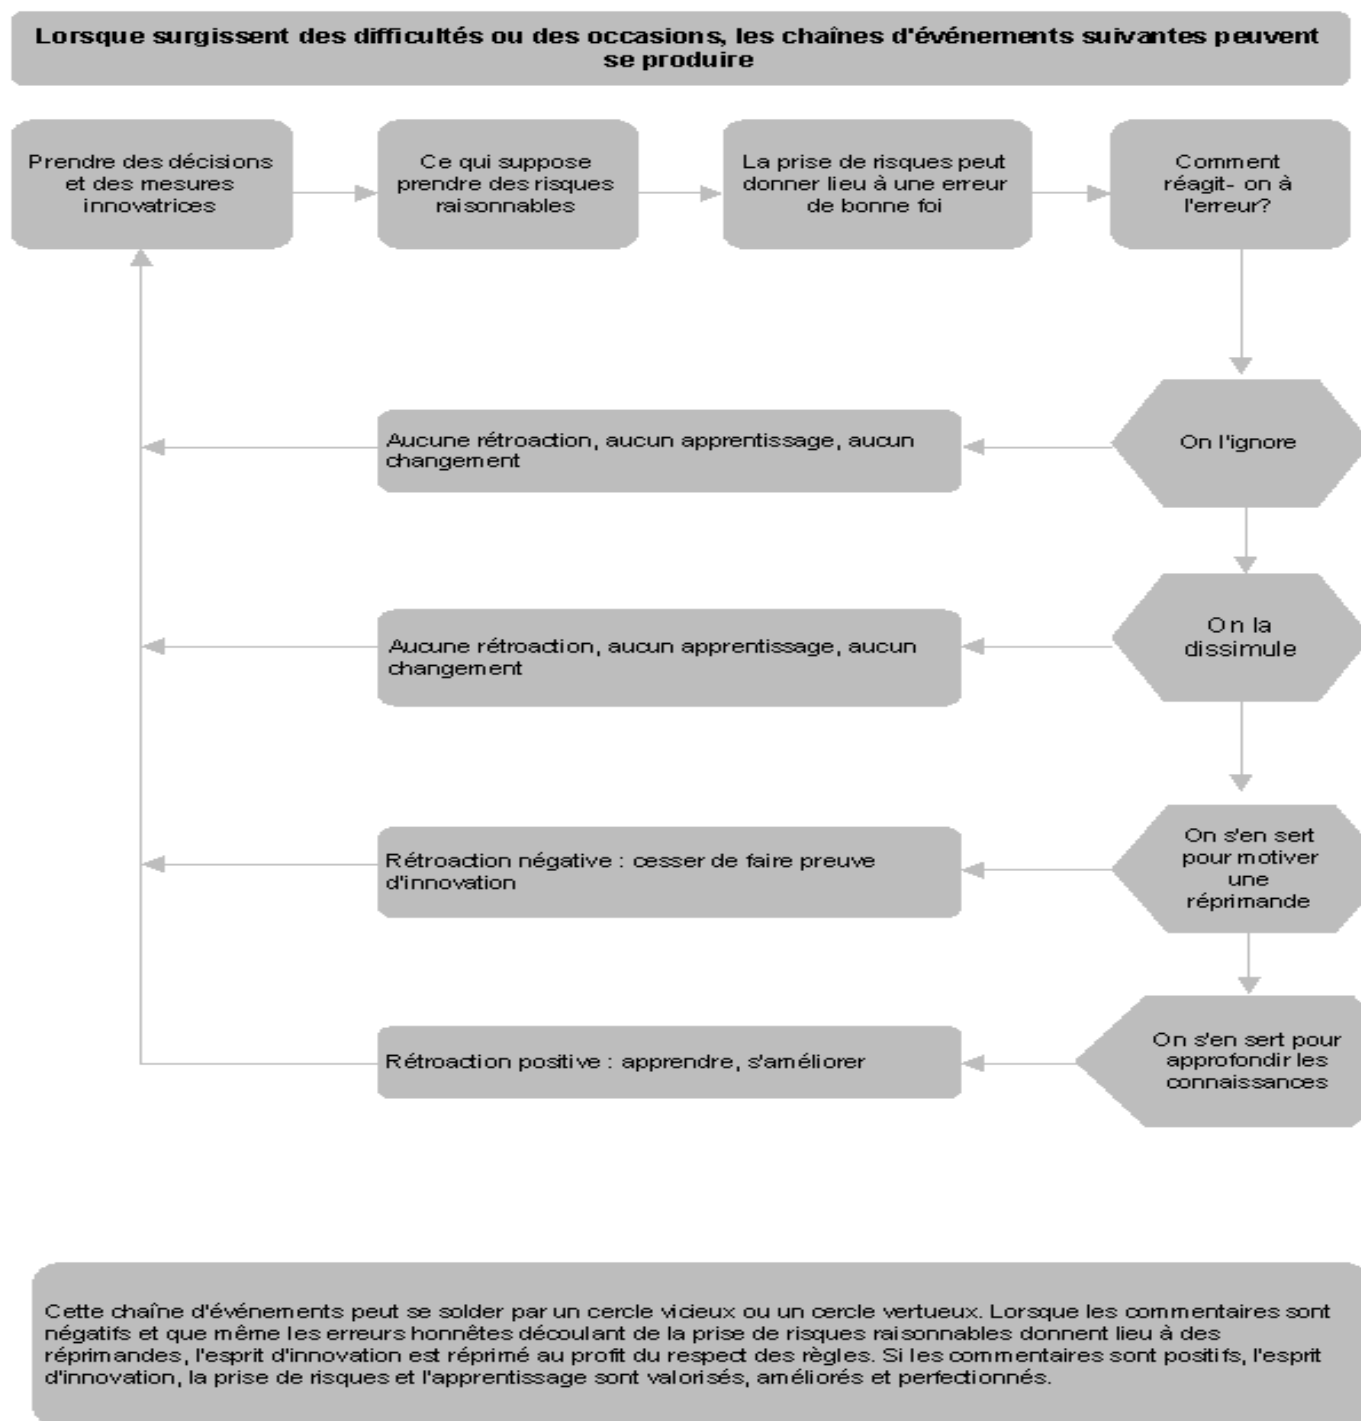 Lorsque surgissent des difficultés ou des occasions, les chaînes d'événements suivantes peuvent
se produire
Prendre des décisions
et des mesures
innovatrices
Ce qui suppose
prendre des risques
raisonnables
La prise de risques peut
donner lieu à une erreur
de bonne foi
Comment
réagit- on à
l'erreur?
On l'ignore
Aucune rétroaction, aucun apprentissage, aucun
changement
On la
dissimule
Aucune rétroaction, aucun apprentissage, aucun
changement
On s'en sert
pour motiver
une
réprimande
Rétroaction négative : cesser de faire preuve
d'innovation
On s'en sert pour
approfondir les
connaissances
Rétroaction positive : apprendre, s'améliorer
Cette chaîne d'événements peut se solder par un cercle vicieux ou un cercle vertueux. Lorsque les commentaires sont
négatifs et que même les erreurs honnêtes découlant de la prise de risques raisonnables donnent lieu à des
réprimandes, l'esprit d'innovation est réprimé au profit du respect des règles. Si les commentaires sont positifs, l'esprit
d'innovation, la prise de risques et l'apprentissage sont valorisés, améliorés et perfectionnés.